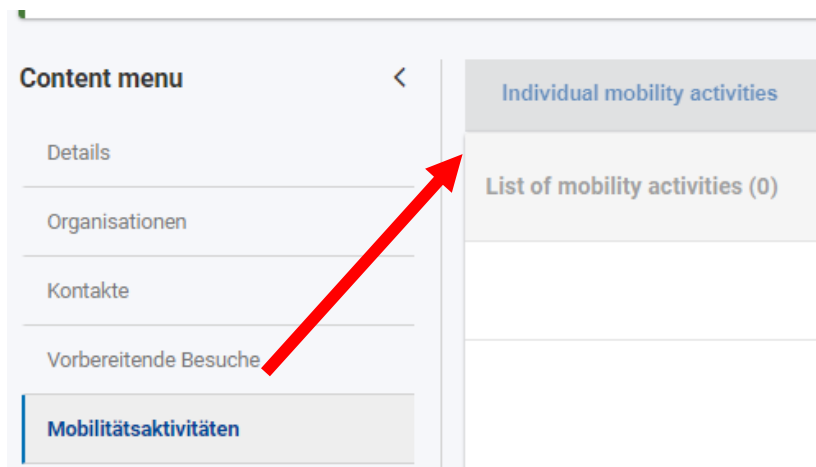 Content menu
Details
Organisationen
Kontakte
Vorbereitende Besuche
Mobilitätsaktivitäten
Individual mobility activities
List of mobility activities (0)